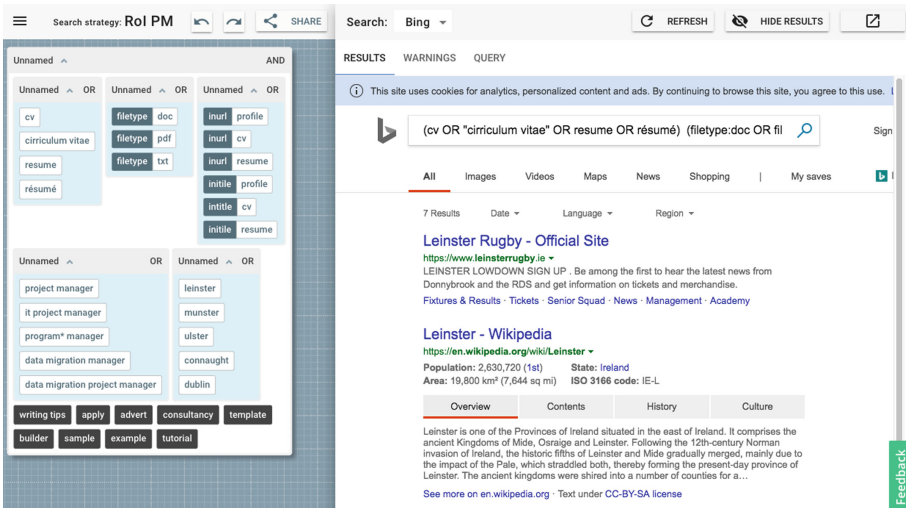 Search strategy: RoI PM
SHARE
Search: Bing
REFRESH
HIDE RESULTS
Unnamed AND
Unnamed OR
cv
cirriculum vitae
resume
résumé
Unnamed OR
filetype doc
filetype pdf
filetype txt
Unnamed OR
inurl profile
inurl cv
inurl resume
initile profile
intitle cv
initile resume
Unnamed OR
project manager
it project manager
program* manager
data migration manager
data migration project manager
Unnamed OR
leinster
munster
ulster
connaught
dublin
writing tips apply advert consultancy template
builder sample example tutorial
RESULTS WARNINGS QUERY
This site uses cookies for analytics, personalized content and ads. By continuing to browse this site, you agree to this use.
(cv OR "cirriculum vitae" OR resume OR résumé) (filetype:doc OR fil
Sign
All Images Videos Maps News Shopping | My saves
7 Results Date Language Region
Leinster Rugby - Official Site
https://www.leinsterrugby.ie
LEINSTER LOWDOWN SIGN UP . Be among the first to hear the latest news from
Donnybrook and the RDS and get information on tickets and merchandise.
Fixtures & Results · Tickets · Senior Squad · News · Management · Academy
Leinster - Wikipedia
https://en.wikipedia.org/wiki/Leinster
Population: 2,630,720 (1st) State: Ireland
Area: 19,800 km² (7,644 sq mi) ISO 3166 code: IE-L
Overview Contents History Culture
Leinster is one of the Provinces of Ireland situated in the east of Ireland. It comprises the
ancient Kingdoms of Mide, Osraige and Leinster. Following the 12th-century Norman
invasion of Ireland, the historic fifths of Leinster and Mide gradually merged, mainly due to
the impact of the Pale, which straddled both, thereby forming the present-day province of
Leinster. The ancient kingdoms were shired into a number of counties for a…
See more on en.wikipedia.org · Text under CC-BY-SA license
Feedback